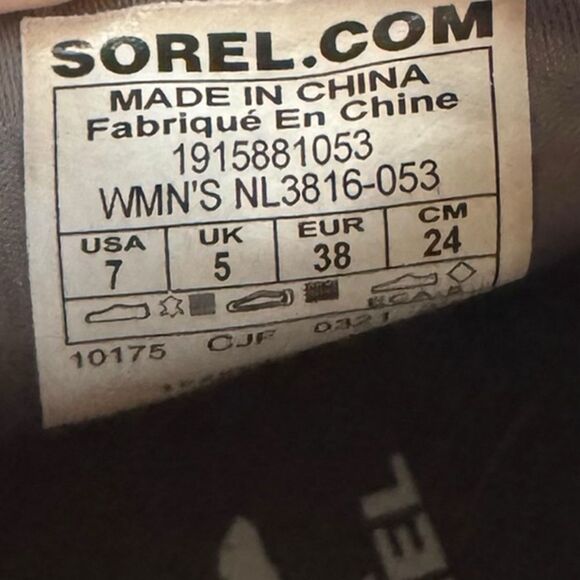 SOREL.COM
MADE IN CHINA
Fabriqué En Chine
1915881053
WMN'S NL3816-053
USA UK EUR CM
7 5 38 24
10175 CJF 0321
EL